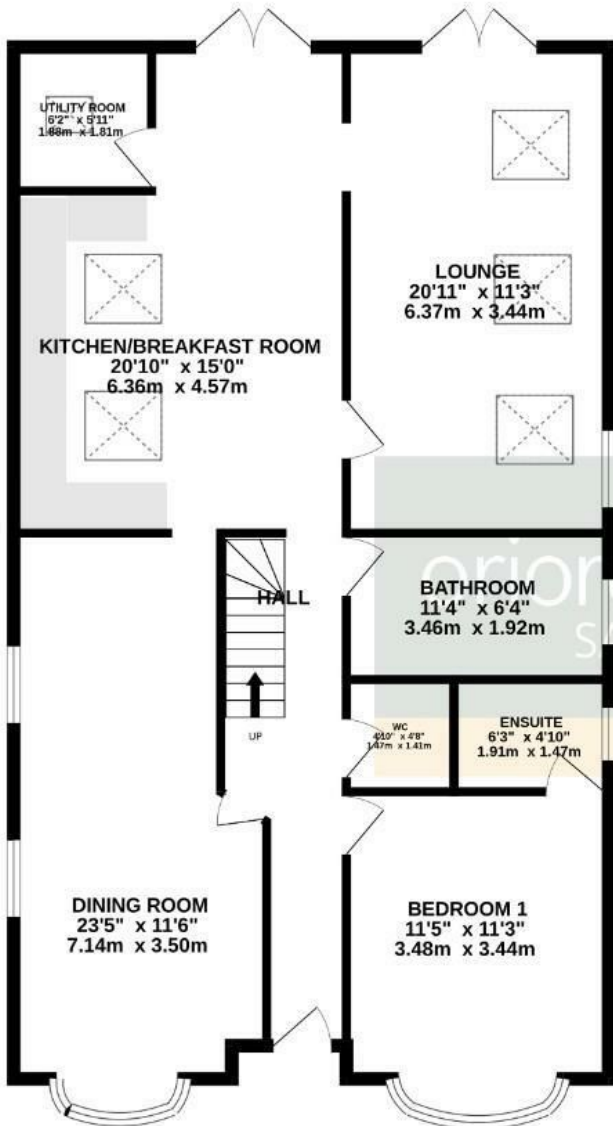 UTILITY ROOM
6'2" x 5'11"
1.88m x 1.81m
LOUNGE
20'11" x 11'3"
6.37m x 3.44m
KITCHEN/BREAKFAST ROOM
20'10" x 15'0"
6.36m x 4.57m
HALL
BATHROOM
11'4" x 6'4"
3.46m x 1.92m
UP
WC
4'10" x 4'8"
1.47m x 1.41m
ENSUITE
6'3" x 4'10"
1.91m x 1.47m
DINING ROOM
23'5" x 11'6"
7.14m x 3.50m
BEDROOM 1
11'5" x 11'3"
3.48m x 3.44m